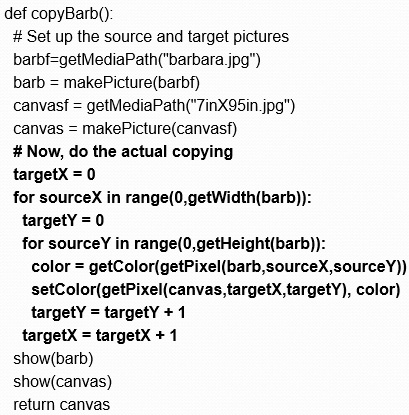 def copyBarb():
# Set up the source and target pictures
barbf=getMediaPath("barbara.jpg")
barb = makePicture(barbf)
canvasf = getMediaPath("7inX95in.jpg")
canvas = makePicture(canvasf)
# Now, do the actual copying
targetX = 0
for sourceX in range(0,getWidth(barb)):
targetY = 0
for sourceY in range(0,getHeight(barb)):
color = getColor(getPixel(barb,sourceX,sourceY))
setColor(getPixel(canvas,targetX,targetY), color)
targetY = targetY + 1
targetX = targetX + 1
show(barb)
show(canvas)
return canvas